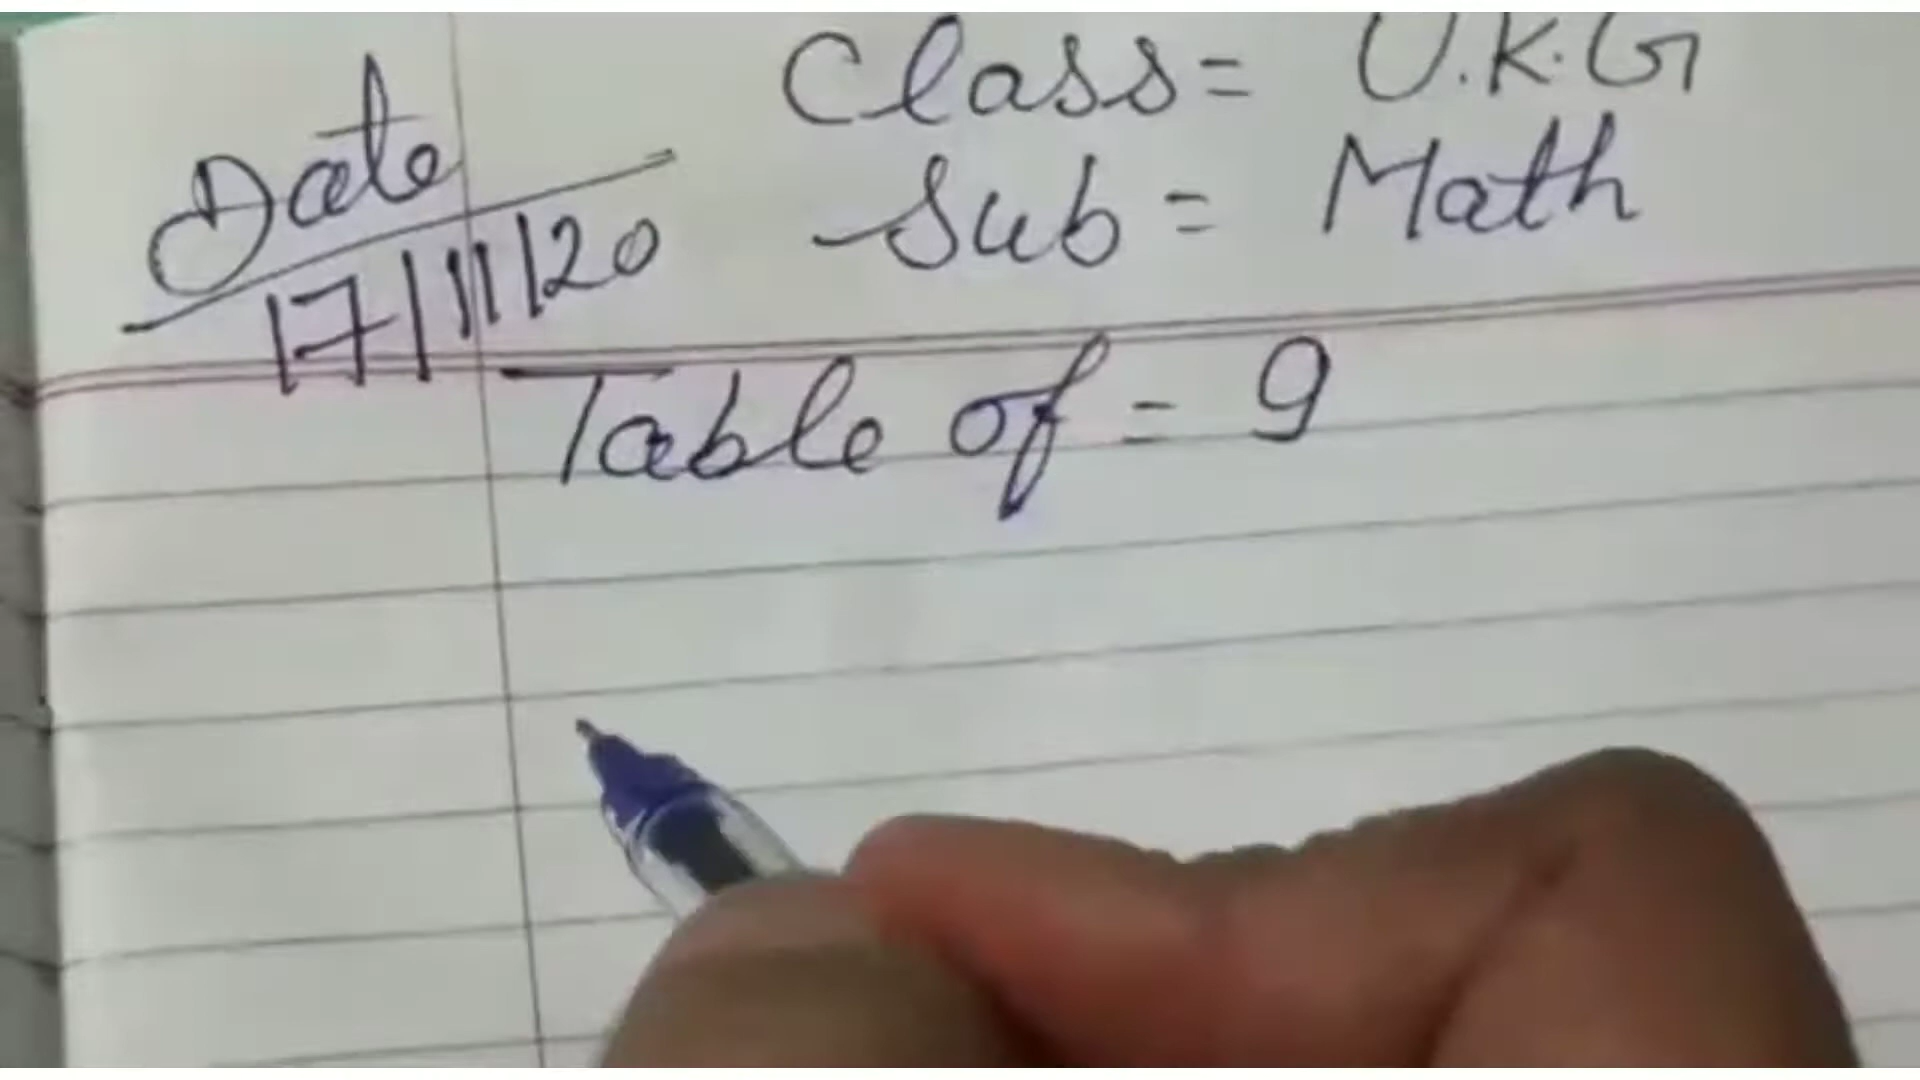 Class = U.K.G
Date
Sub = Math
17/11/20
Table of = 9